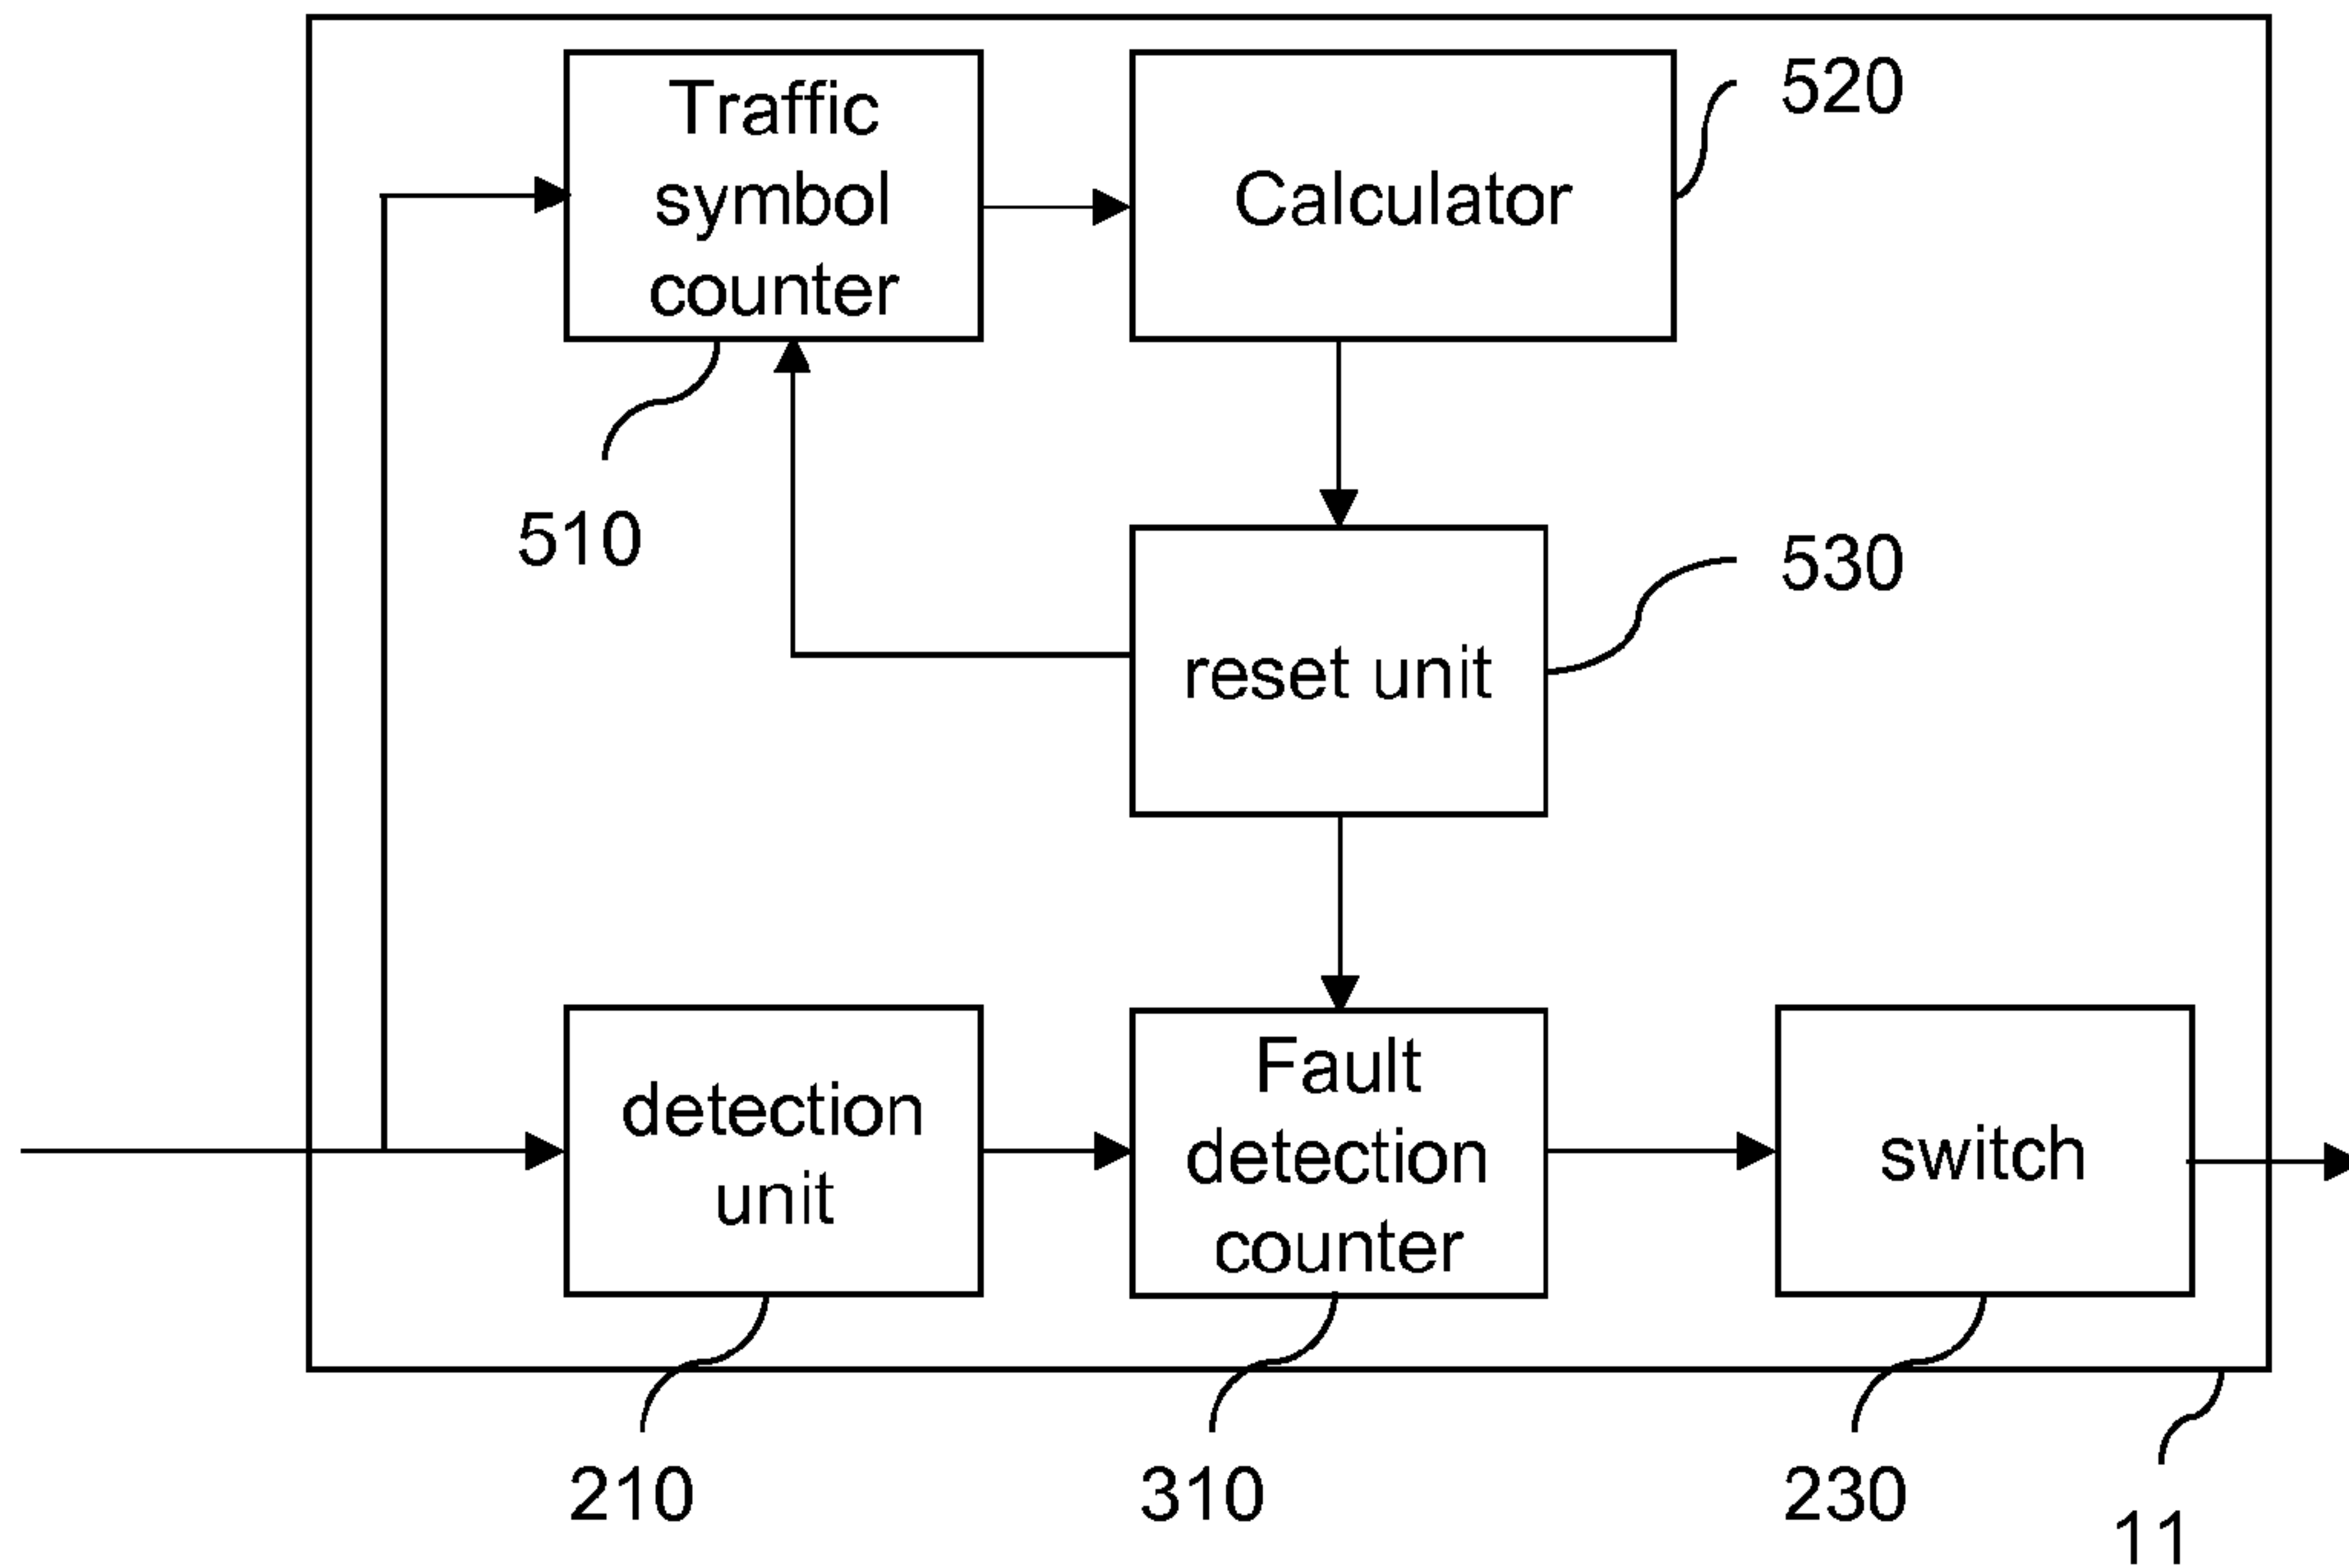 Traffic
symbol
counter
Calculator
520
510
reset unit
530
detection
unit
Fault
detection
counter
switch
210
310
230
11